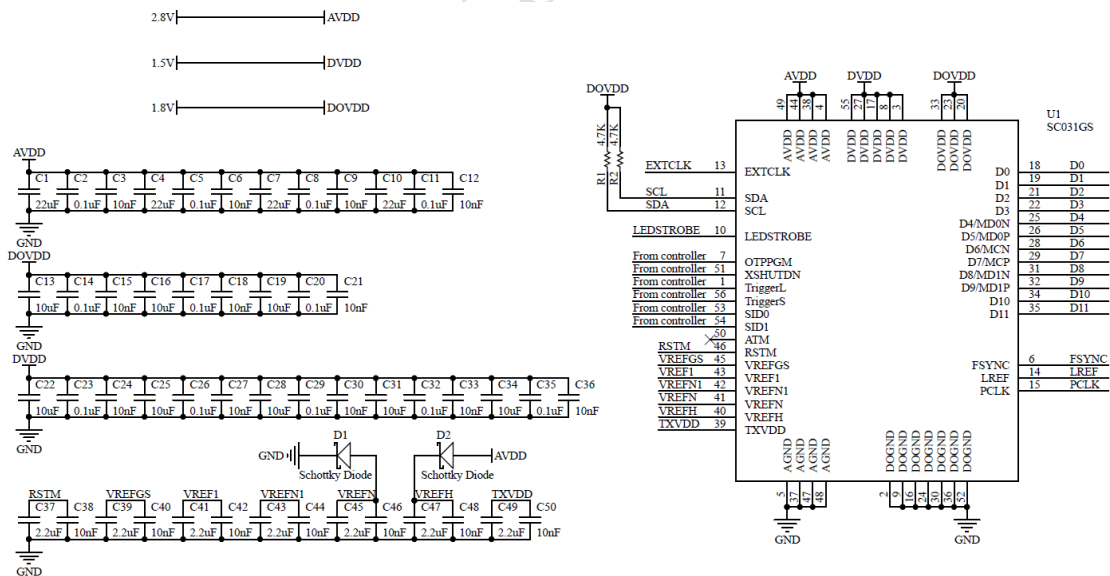 2.8V AVDD
1.5V DVDD
1.8V DOVDD
AVDD
C1 C2 C3 C4 C5 C6 C7 C8 C9 C10 C11 C12
22uF 0.1uF 10nF 22uF 0.1uF 10nF 22uF 0.1uF 10nF 22uF 0.1uF 10nF
GND
DOVDD
C13 C14 C15 C16 C17 C18 C19 C20 C21
10uF 0.1uF 10nF 10uF 0.1uF 10nF 10uF 0.1uF 10nF
GND
DVDD
C22 C23 C24 C25 C26 C27 C28 C29 C30 C31 C32 C33 C34 C35 C36
10uF 0.1uF 10nF 10uF 0.1uF 10nF 10uF 0.1uF 10nF 10uF 0.1uF 10nF 10uF 0.1uF 10nF
GND
D1 D2
GND AVDD
Schottky Diode Schottky Diode
RSTM VREFGS VREF1 VREFN1 VREFN VREFH TXVDD
C37 C38 C39 C40 C41 C42 C43 C44 C45 C46 C47 C48 C49 C50
2.2uF 10nF 2.2uF 10nF 2.2uF 10nF 2.2uF 10nF 2.2uF 10nF 2.2uF 10nF 2.2uF 10nF
GND
DOVDD
4.7K 4.7K
R1 R2
AVDD DVDD DOVDD
49 44 38 4 55 27 17 8 3 33 23 20
AVDD AVDD AVDD AVDD DVDD DVDD DVDD DVDD DVDD DOVDD DOVDD DOVDD
U1
SC031GS
EXTCLK 13 EXTCLK
SCL 11 SDA
SDA 12 SCL
LEDSTROBE 10 LEDSTROBE
From controller 7 OTPPGM
From controller 51 XSHUTDN
From controller 1 TriggerL
From controller 56 TriggerS
From controller 53 SID0
From controller 54 SID1
50 ATM
RSTM 46 RSTM
VREFGS 45 VREFGS
VREF1 43 VREF1
VREFN1 42 VREFN1
VREFN 41 VREFN
VREFH 40 VREFH
TXVDD 39 TXVDD
D0 18 D0
D1 19 D1
D2 21 D2
D3 22 D3
D4/MD0N 25 D4
D5/MD0P 26 D5
D6/MCN 28 D6
D7/MCP 29 D7
D8/MD1N 31 D8
D9/MD1P 32 D9
D10 34 D10
D11 35 D11
FSYNC 6 FSYNC
LREF 14 LREF
PCLK 15 PCLK
AGND AGND AGND AGND DOGND DOGND DOGND DOGND DOGND DOGND DOGND
5 37 47 48 2 9 16 24 30 36 52
GND GND